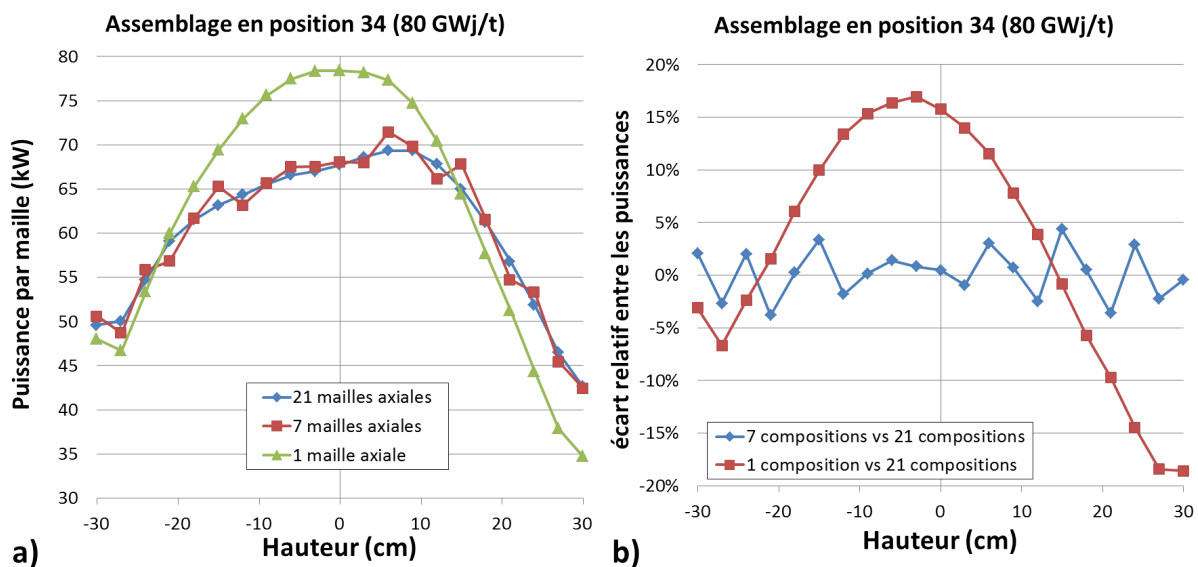 Assemblage en position 34 (80 GWj/t)
Puissance par maille (kW)
80
75
70
65
60
55
50
45
40
35
30
21 mailles axiales
7 mailles axiales
1 maille axiale
-30
-20
-10
0
10
20
30
Hauteur (cm)
a)
Assemblage en position 34 (80 GWj/t)
écart relatif entre les puissances
20%
15%
10%
5%
0%
-5%
-10%
-15%
-20%
7 compositions vs 21 compositions
1 composition vs 21 compositions
-30
-20
-10
0
10
20
30
Hauteur (cm)
b)